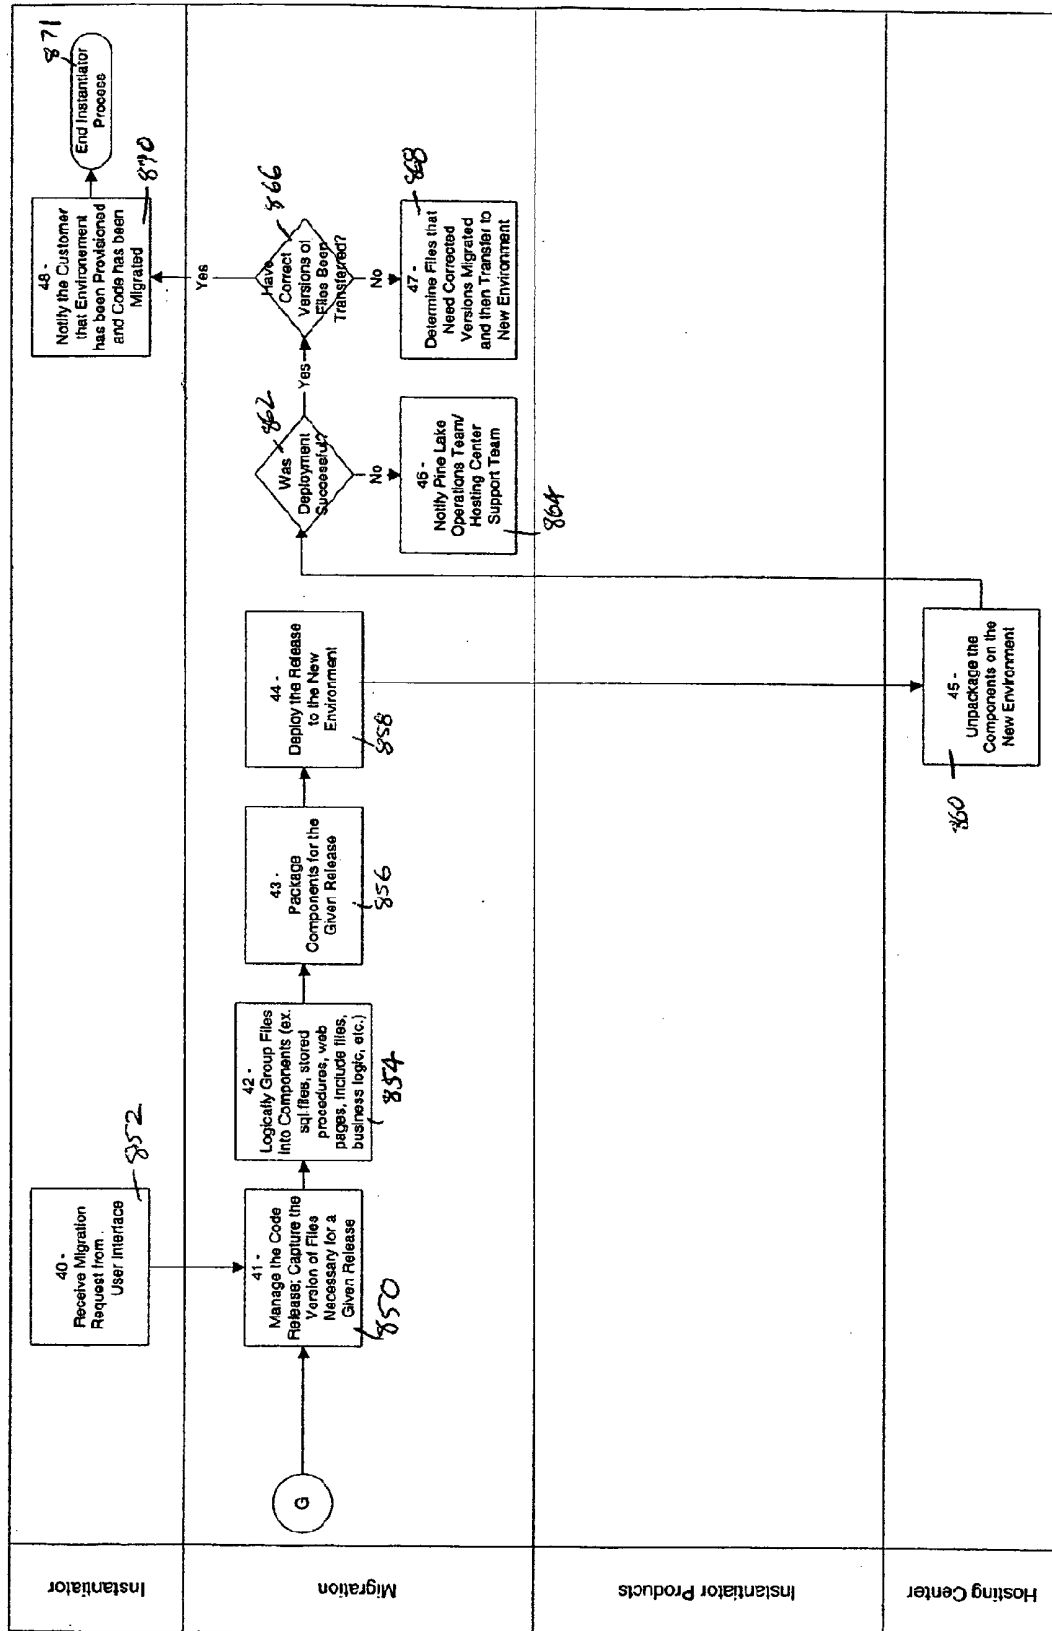 Instantiator
40 -
Receive Migration
Request from
User Interface
852
48 -
Notify the Customer
that Environement
has been Provisioned
and Code has been
Migrated
870
End Instantiator
Process
871
Migration
G
41 -
Manage the Code
Release; Capture the
Version of Files
Necessary for a
Given Release
850
42 -
Logically Group Files
Into Components (ex.
sql files, stored
procedures, web
pages, include files,
business logic, etc.)
854
43 -
Package
Components for the
Given Release
856
44 -
Deploy the Release
to the New
Environment
858
Was
Deployment
Successful?
862
Yes
No
46 -
Notify Pine Lake
Operations Team/
Hosting Center
Support Team
864
Have
Correct
Versions of
Files Been
Transferred?
866
Yes
No
47 -
Determine Files that
Need Corrected
Versions Migrated
and then Transfer to
New Environment
868
Instantiator Products
Hosting Center
45 -
Unpackage the
Components on the
New Environment
860